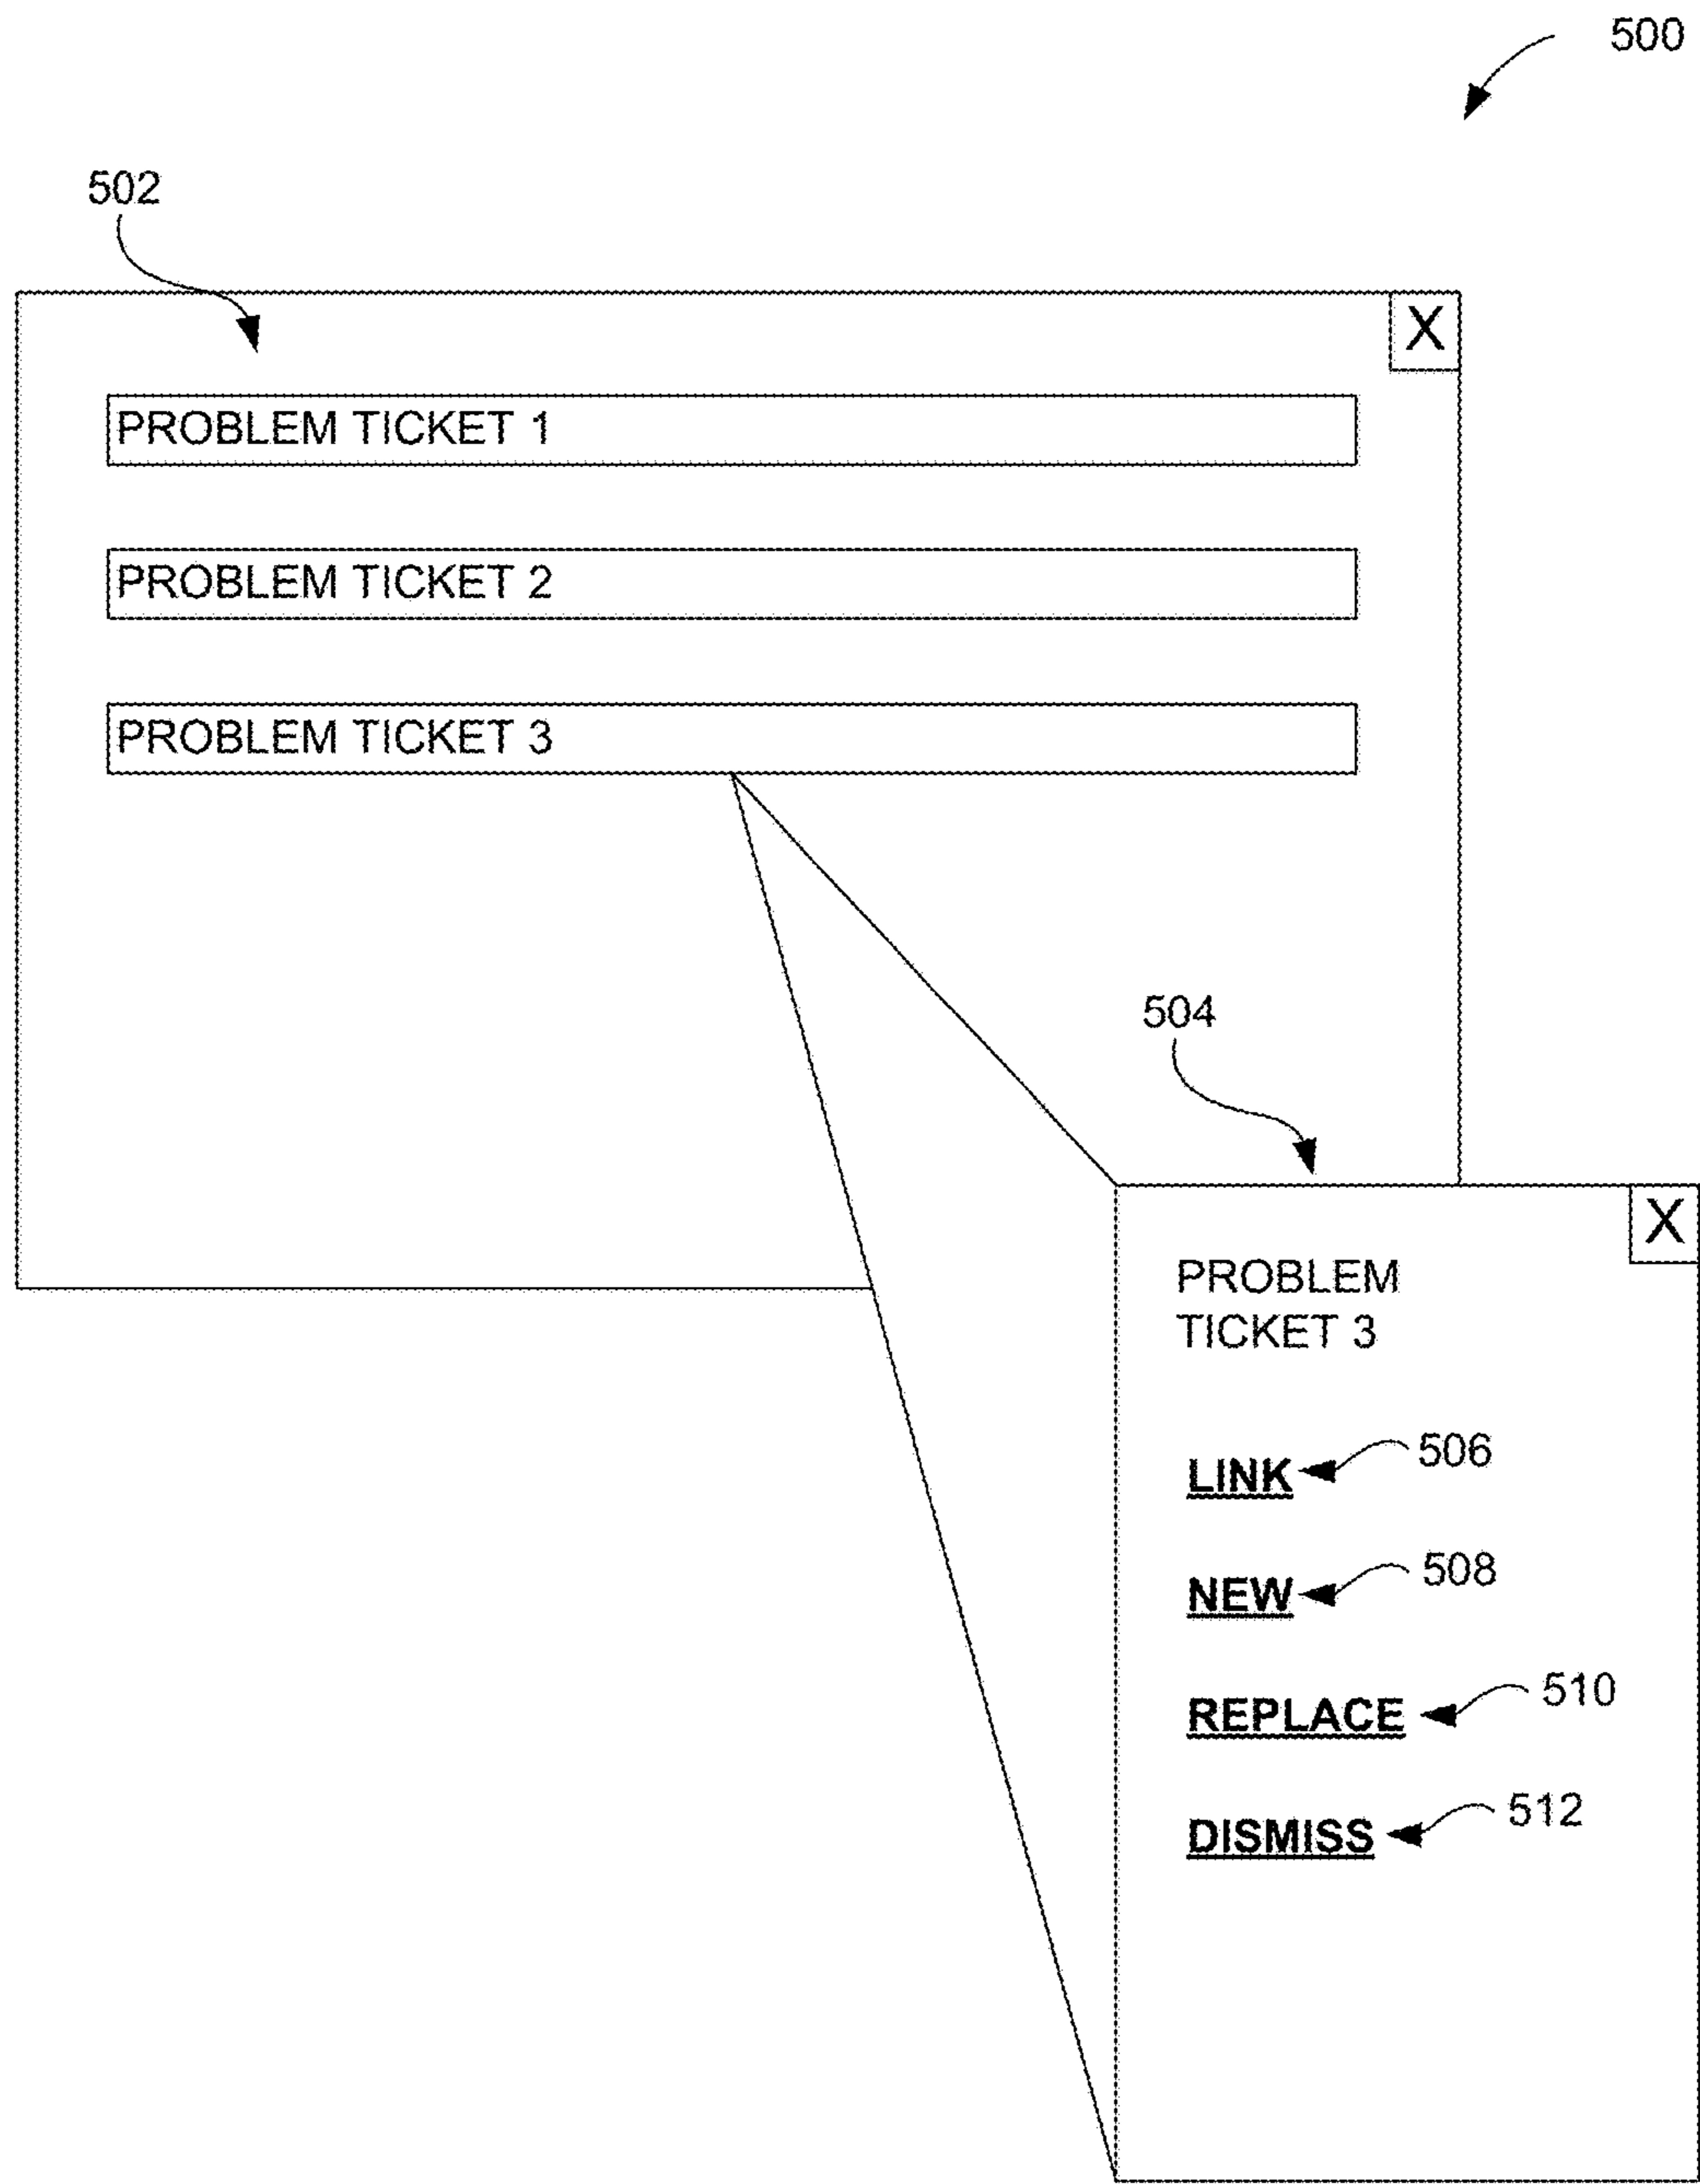 500
502
X
PROBLEM TICKET 1
PROBLEM TICKET 2
PROBLEM TICKET 3
504
X
PROBLEM
TICKET 3
LINK 506
NEW 508
REPLACE 510
DISMISS 512